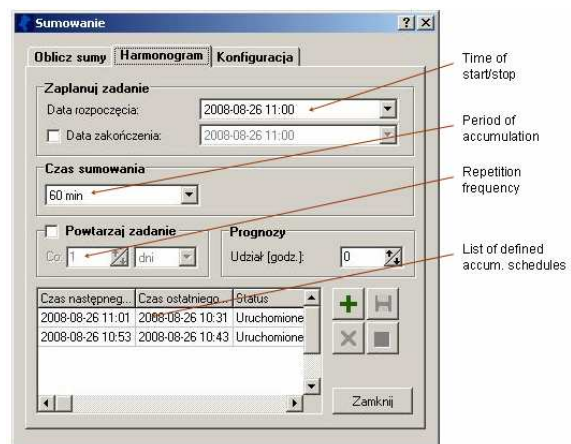 Sumowanie
Oblicz sumy Harmonogram Konfiguracja
Zaplanuj zadanie
Data rozpoczęcia: 2008-08-26 11:00
Data zakończenia: 2008-08-26 11:00
Czas sumowania
60 min
Powtarzaj zadanie
Co: 1 dni
Prognozy
Udział [godz.]: 0
Czas następneg... Czas ostatniego... Status
2008-08-26 11:01 2008-08-26 10:31 Uruchomione
2008-08-26 10:53 2008-08-26 10:43 Uruchomione
Zamknij
Time of
start/stop
Period of
accumulation
Repetition
frequency
List of defined
accum. schedules